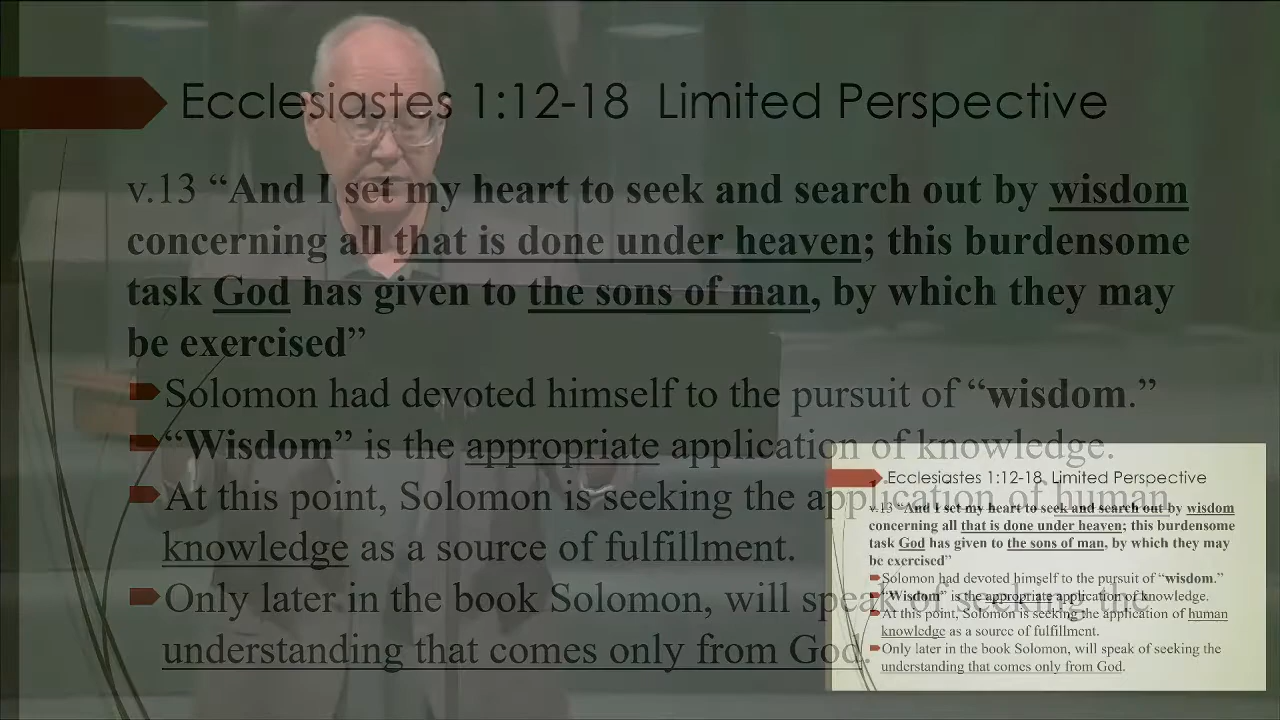 Ecclesiastes 1:12-18 Limited Perspective
v.13 “And I set my heart to seek and search out by wisdom
concerning all that is done under heaven; this burdensome
task God has given to the sons of man, by which they may
be exercised”
Solomon had devoted himself to the pursuit of “wisdom.”
“Wisdom” is the appropriate application of knowledge.
At this point, Solomon is seeking the application of human
knowledge as a source of fulfillment.
Only later in the book Solomon, will speak of seeking the
understanding that comes only from God.
Ecclesiastes 1:12-18 Limited Perspective
v.13 “And I set my heart to seek and search out by wisdom
concerning all that is done under heaven; this burdensome
task God has given to the sons of man, by which they may
be exercised”
Solomon had devoted himself to the pursuit of “wisdom.”
“Wisdom” is the appropriate application of knowledge.
At this point, Solomon is seeking the application of human
knowledge as a source of fulfillment.
Only later in the book Solomon, will speak of seeking the
understanding that comes only from God.